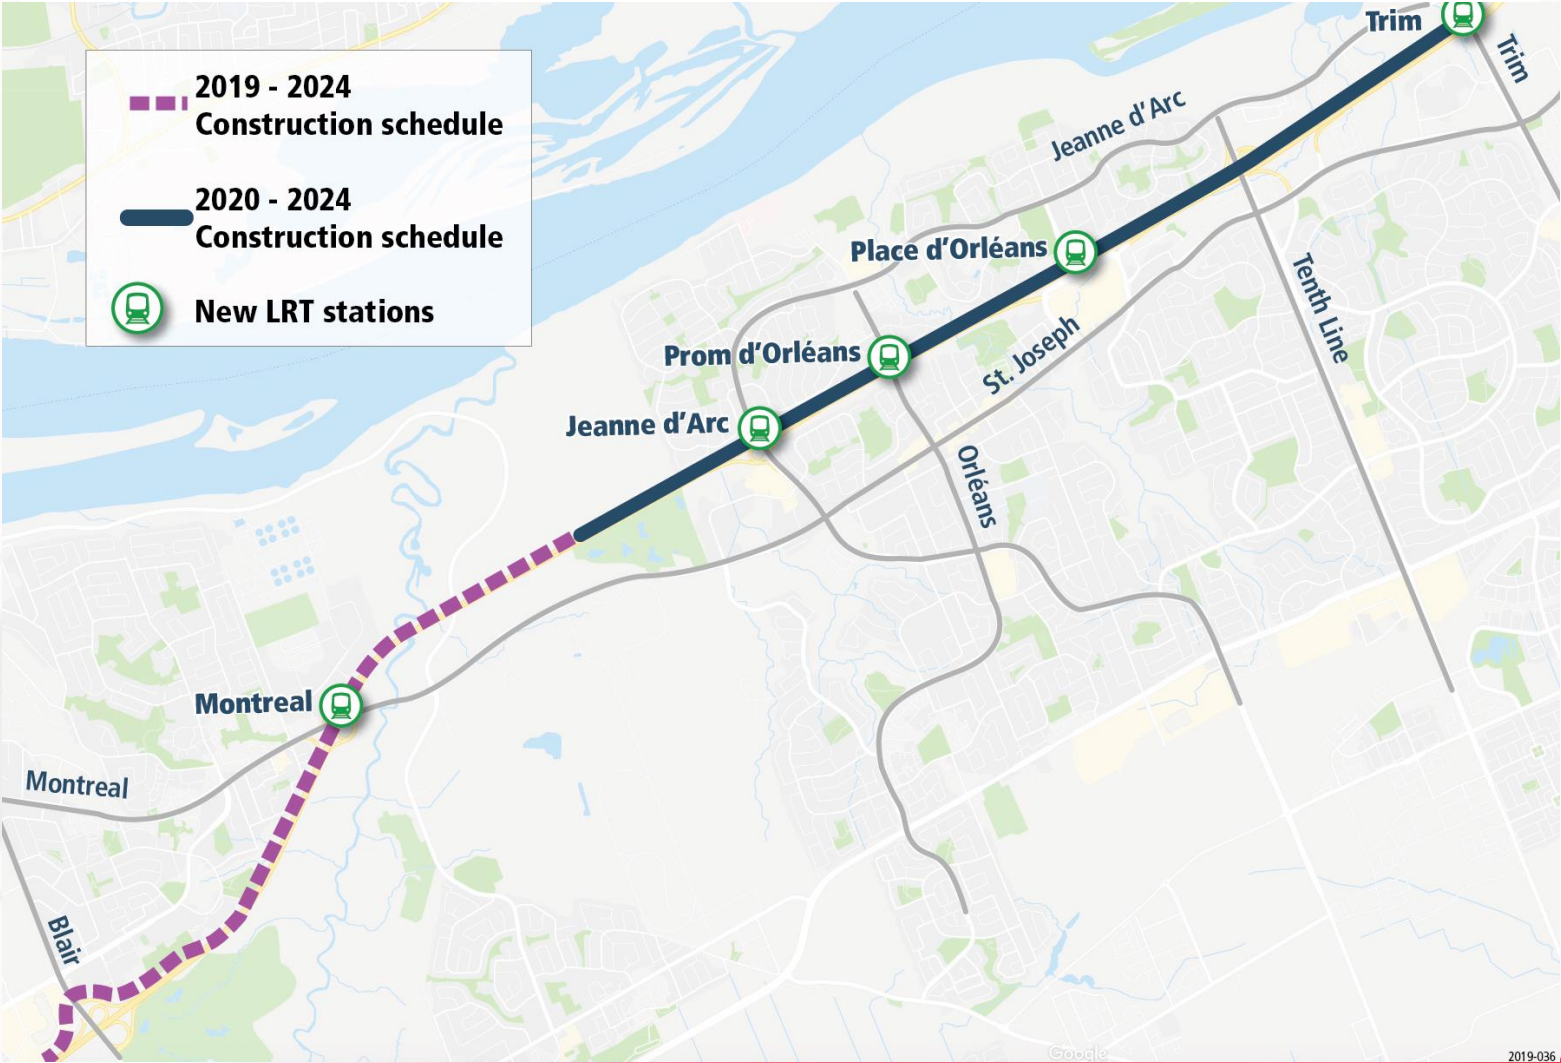 2019 - 2024
Construction schedule
2020 - 2024
Construction schedule
New LRT stations
Trim
Trim
Jeanne d'Arc
Place d'Orléans
Tenth Line
Prom d'Orléans
St. Joseph
Jeanne d'Arc
Orléans
Montreal
Montreal
Blair
Google
2019-036